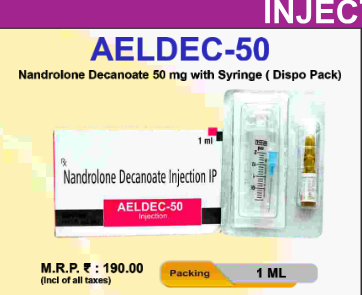 INJECT
AELDEC-50
Nandrolone Decanoate 50 mg with Syringe ( Dispo Pack)
1 ml
Rx
Nandrolone Decanoate Injection IP
AELDEC-50
Injection
M.R.P. ₹ : 190.00
(Incl of all taxes)
Packing
1 ML